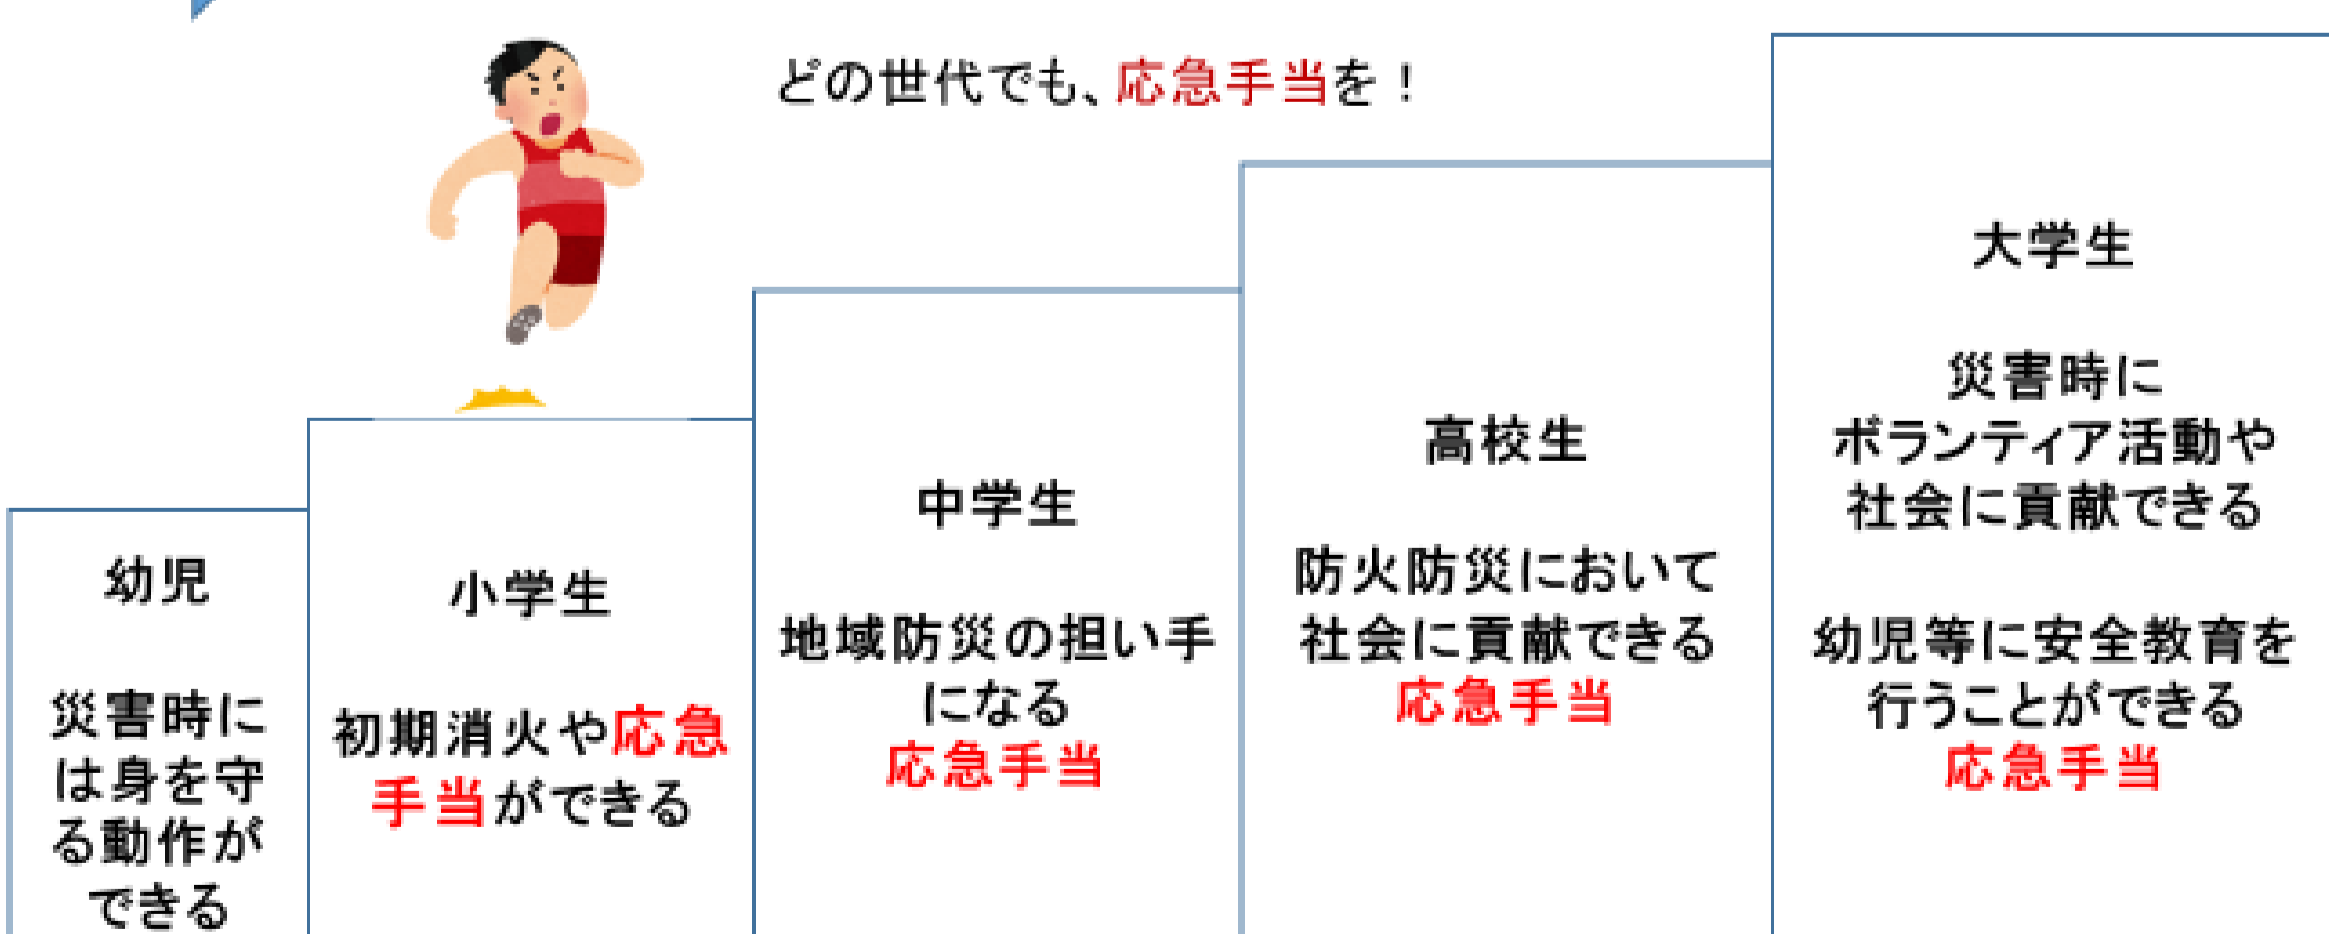 どの世代でも、応急手当を！
幼児
災害時に
は身を守
る動作が
できる
小学生
初期消火や応急
手当ができる
中学生
地域防災の担い手
になる
応急手当
高校生
防火防災において
社会に貢献できる
応急手当
大学生
災害時に
ボランティア活動や
社会に貢献できる
幼児等に安全教育を
行うことができる
応急手当